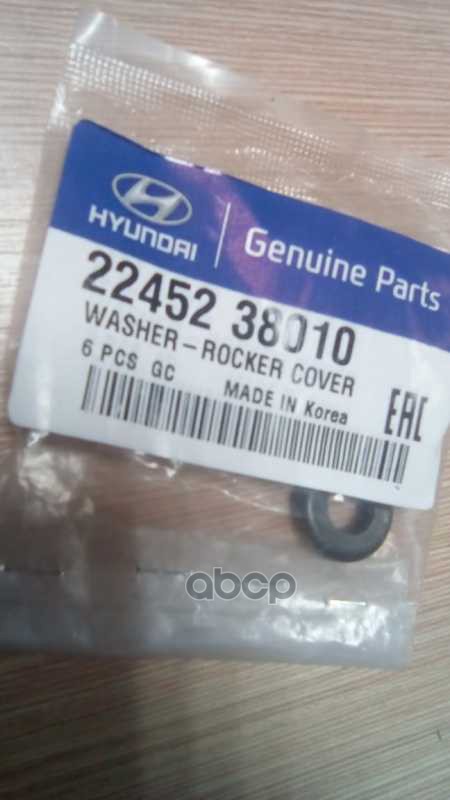 HYUNDAI
Genuine Parts
22452 38010
WASHER-ROCKER COVER
6 PCS GC
MADE IN Korea
EAC
abcp